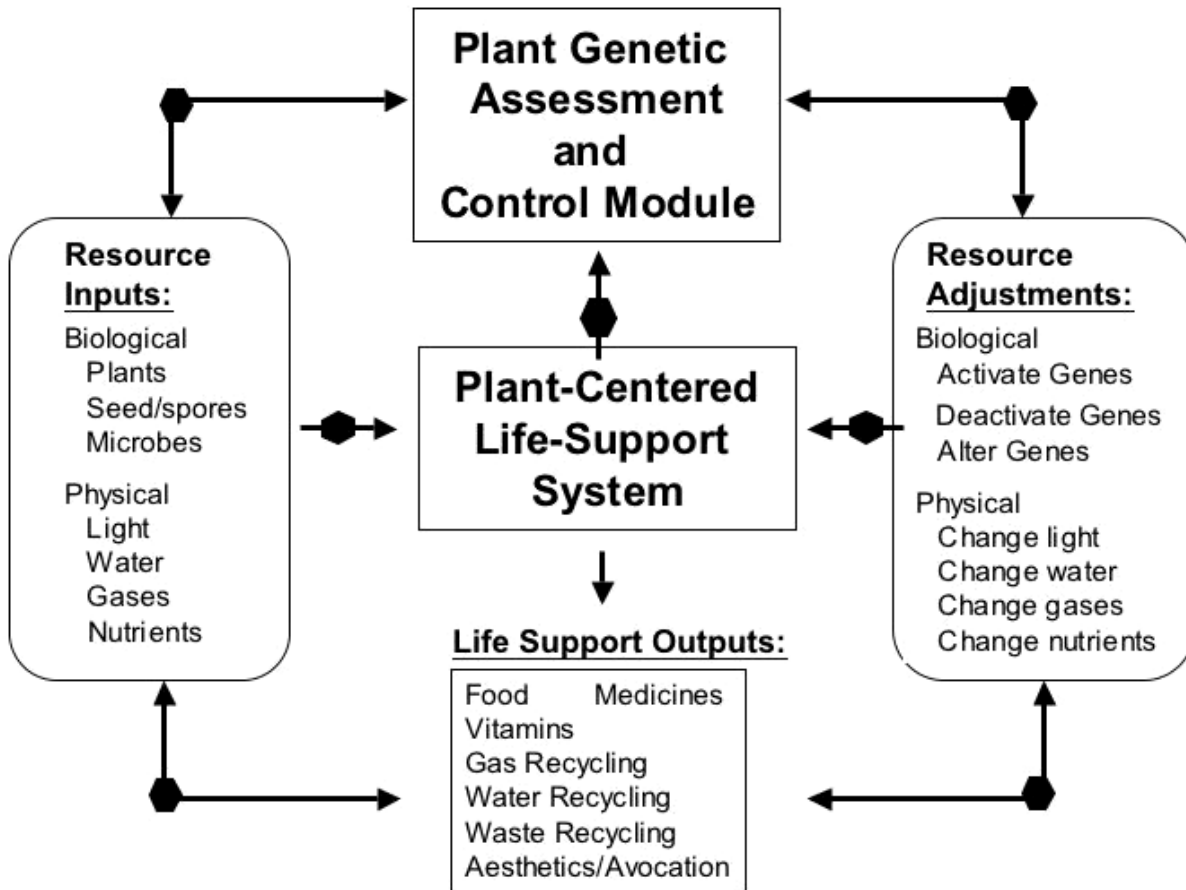 Plant Genetic
Assessment
and
Control Module
Resource
Inputs:
Biological
Plants
Seed/spores
Microbes
Physical
Light
Water
Gases
Nutrients
Plant-Centered
Life-Support
System
Resource
Adjustments:
Biological
Activate Genes
Deactivate Genes
Alter Genes
Physical
Change light
Change water
Change gases
Change nutrients
Life Support Outputs:
Food Medicines
Vitamins
Gas Recycling
Water Recycling
Waste Recycling
Aesthetics/Avocation